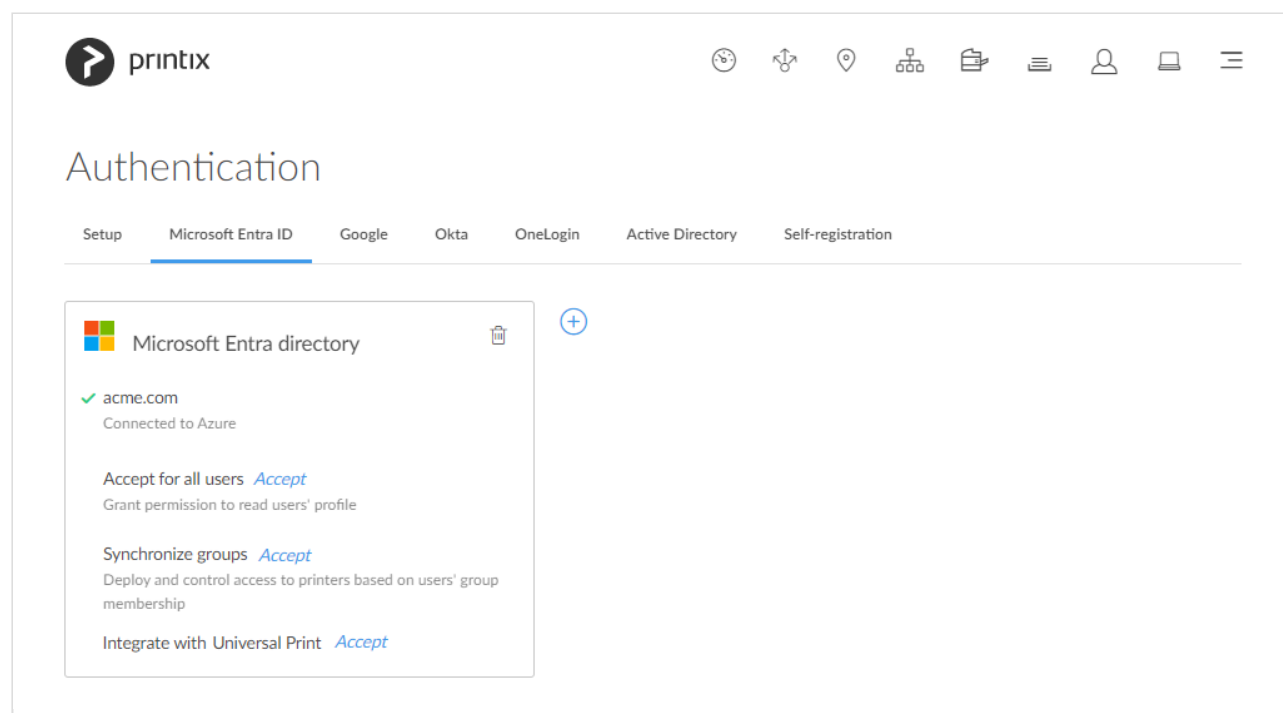 printix
Authentication
Setup Microsoft Entra ID Google Okta OneLogin Active Directory Self-registration
Microsoft Entra directory
acme.com
Connected to Azure
Accept for all users Accept
Grant permission to read users' profile
Synchronize groups Accept
Deploy and control access to printers based on users' group
membership
Integrate with Universal Print Accept